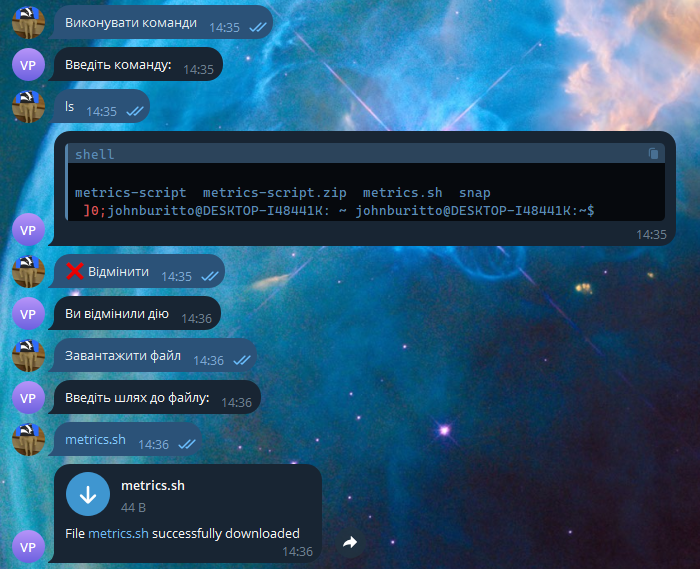 Виконувати команди 14:35
VP Введіть команду: 14:35
ls 14:35
shell
metrics-script metrics-script.zip metrics.sh snap
]0;johnburitto@DESKTOP-I48441K: ~ johnburitto@DESKTOP-I48441K:~$
VP 14:35
❌ Відмінити 14:35
VP Ви відмінили дію 14:36
Завантажити файл 14:36
VP Введіть шлях до файлу: 14:36
metrics.sh 14:36
metrics.sh
44 B
VP File metrics.sh successfully downloaded
14:36